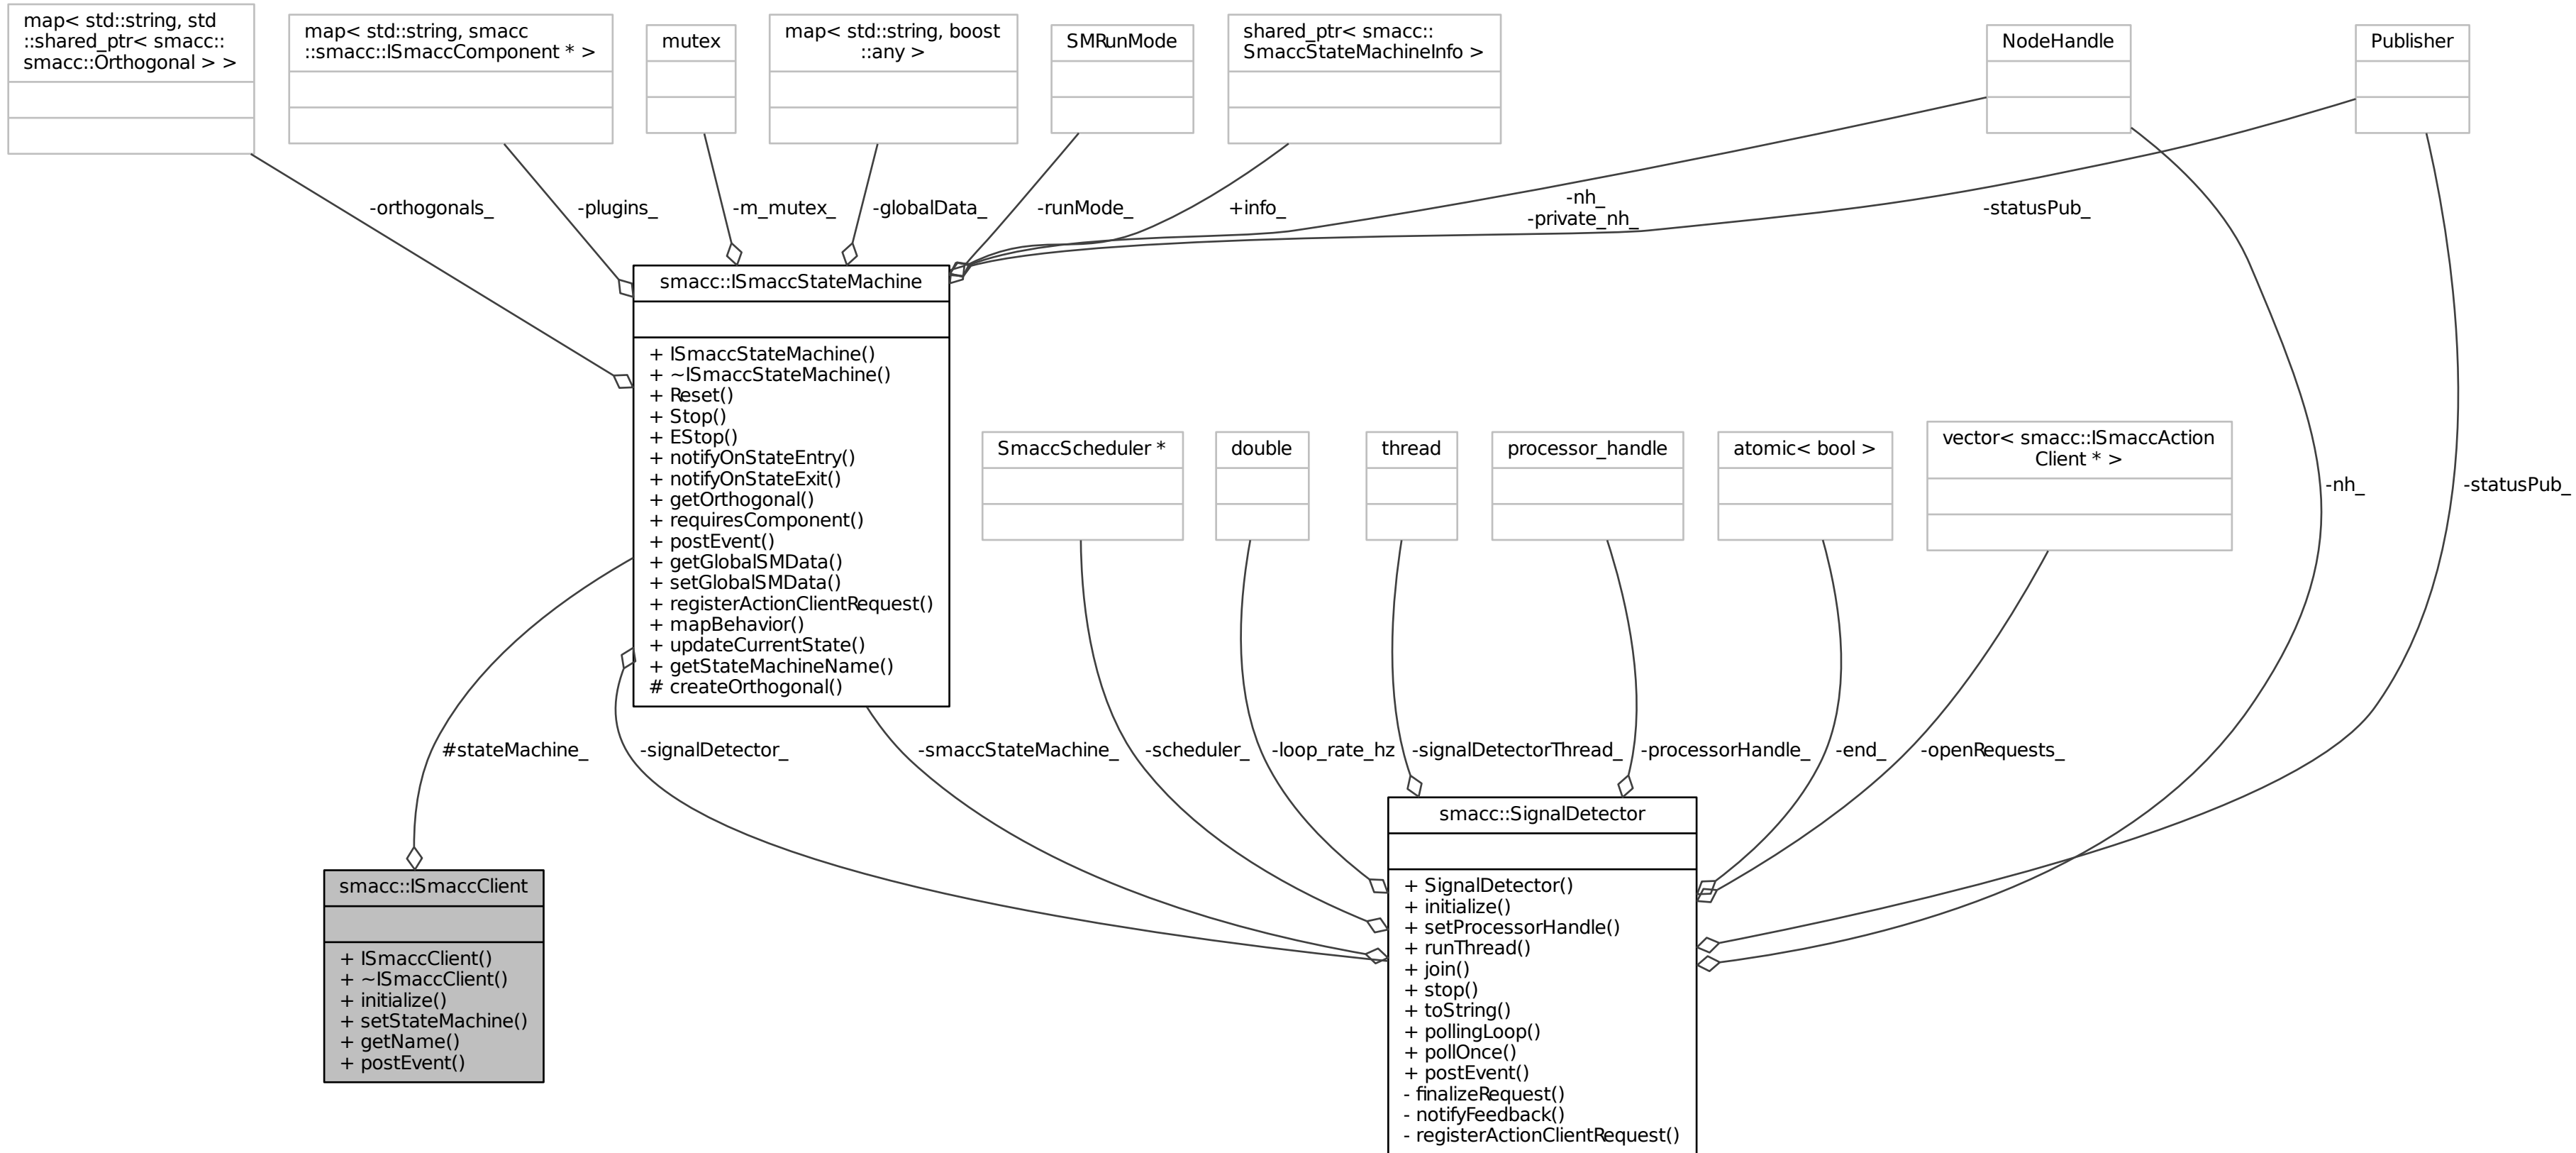 map< std::string, std
::shared_ptr< smacc::
smacc::Orthogonal > >
map< std::string, smacc
::smacc::ISmaccComponent * >
mutex
map< std::string, boost
::any >
SMRunMode
shared_ptr< smacc::
SmaccStateMachineInfo >
NodeHandle
Publisher
-orthogonals_
-plugins_
-m_mutex_
-globalData_
-runMode_
+info_
-nh_
-private_nh_
-statusPub_
smacc::ISmaccStateMachine
+ ISmaccStateMachine()
+ ~ISmaccStateMachine()
+ Reset()
+ Stop()
+ EStop()
+ notifyOnStateEntry()
+ notifyOnStateExit()
+ getOrthogonal()
+ requiresComponent()
+ postEvent()
+ getGlobalSMData()
+ setGlobalSMData()
+ registerActionClientRequest()
+ mapBehavior()
+ updateCurrentState()
+ getStateMachineName()
# createOrthogonal()
SmaccScheduler *
double
thread
processor_handle
atomic< bool >
vector< smacc::ISmaccAction
Client * >
-nh_
-statusPub_
#stateMachine_
-signalDetector_
-smaccStateMachine_
-scheduler_
-loop_rate_hz
-signalDetectorThread_
-processorHandle_
-end_
-openRequests_
smacc::ISmaccClient
+ ISmaccClient()
+ ~ISmaccClient()
+ initialize()
+ setStateMachine()
+ getName()
+ postEvent()
smacc::SignalDetector
+ SignalDetector()
+ initialize()
+ setProcessorHandle()
+ runThread()
+ join()
+ stop()
+ toString()
+ pollingLoop()
+ pollOnce()
+ postEvent()
- finalizeRequest()
- notifyFeedback()
- registerActionClientRequest()